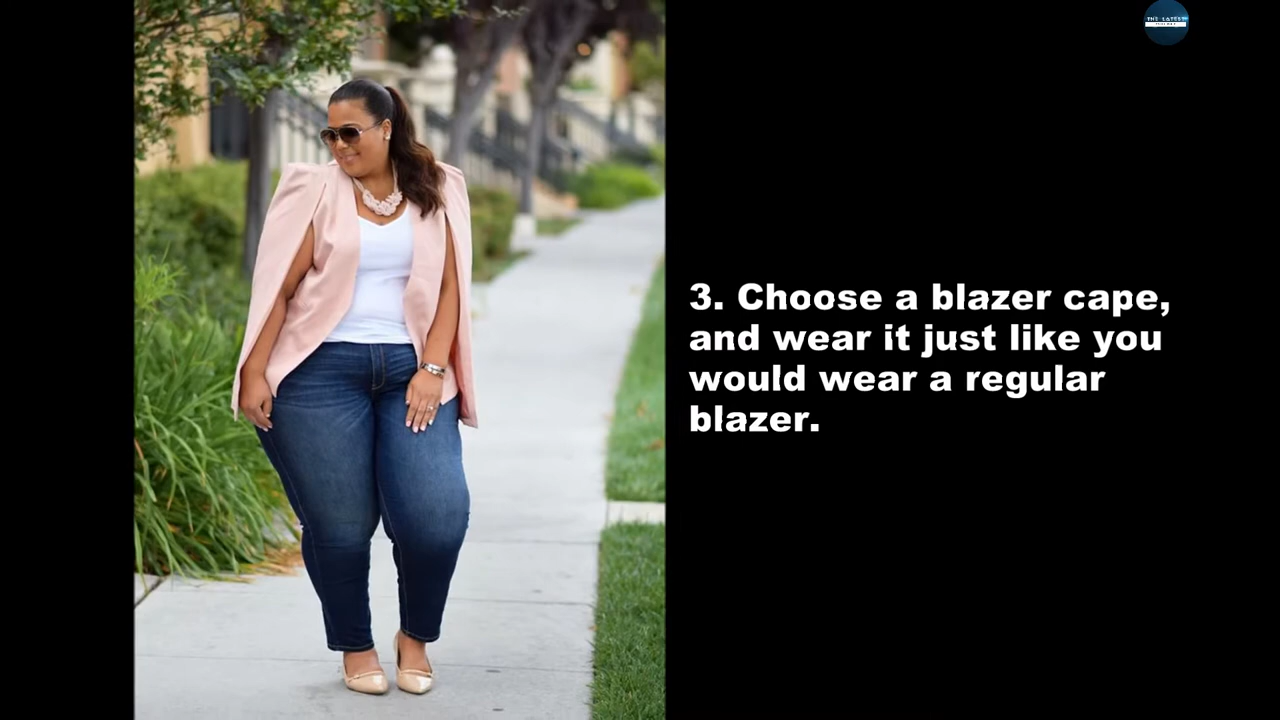 3. Choose a blazer cape,
and wear it just like you
would wear a regular
blazer.